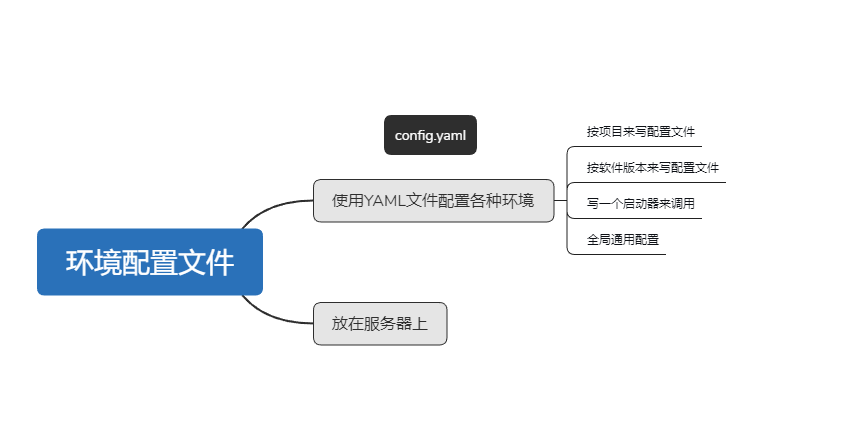 环境配置文件
config.yaml
使用YAML文件配置各种环境
按项目来写配置文件
按软件版本来写配置文件
写一个启动器来调用
全局通用配置
放在服务器上